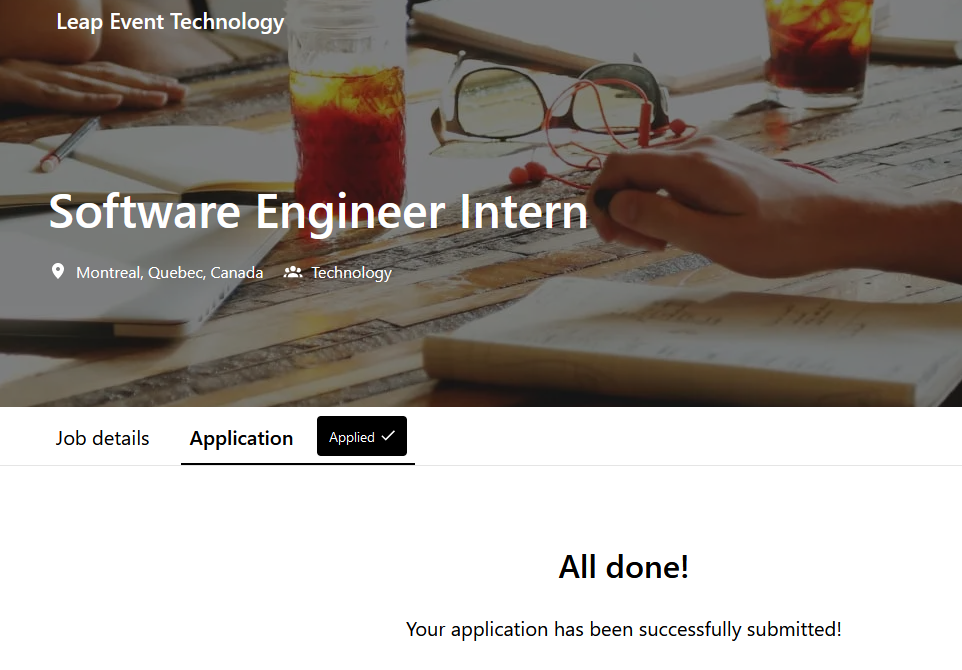 Leap Event Technology
Software Engineer Intern
Montreal, Quebec, Canada Technology
Job details Application Applied
All done!
Your application has been successfully submitted!